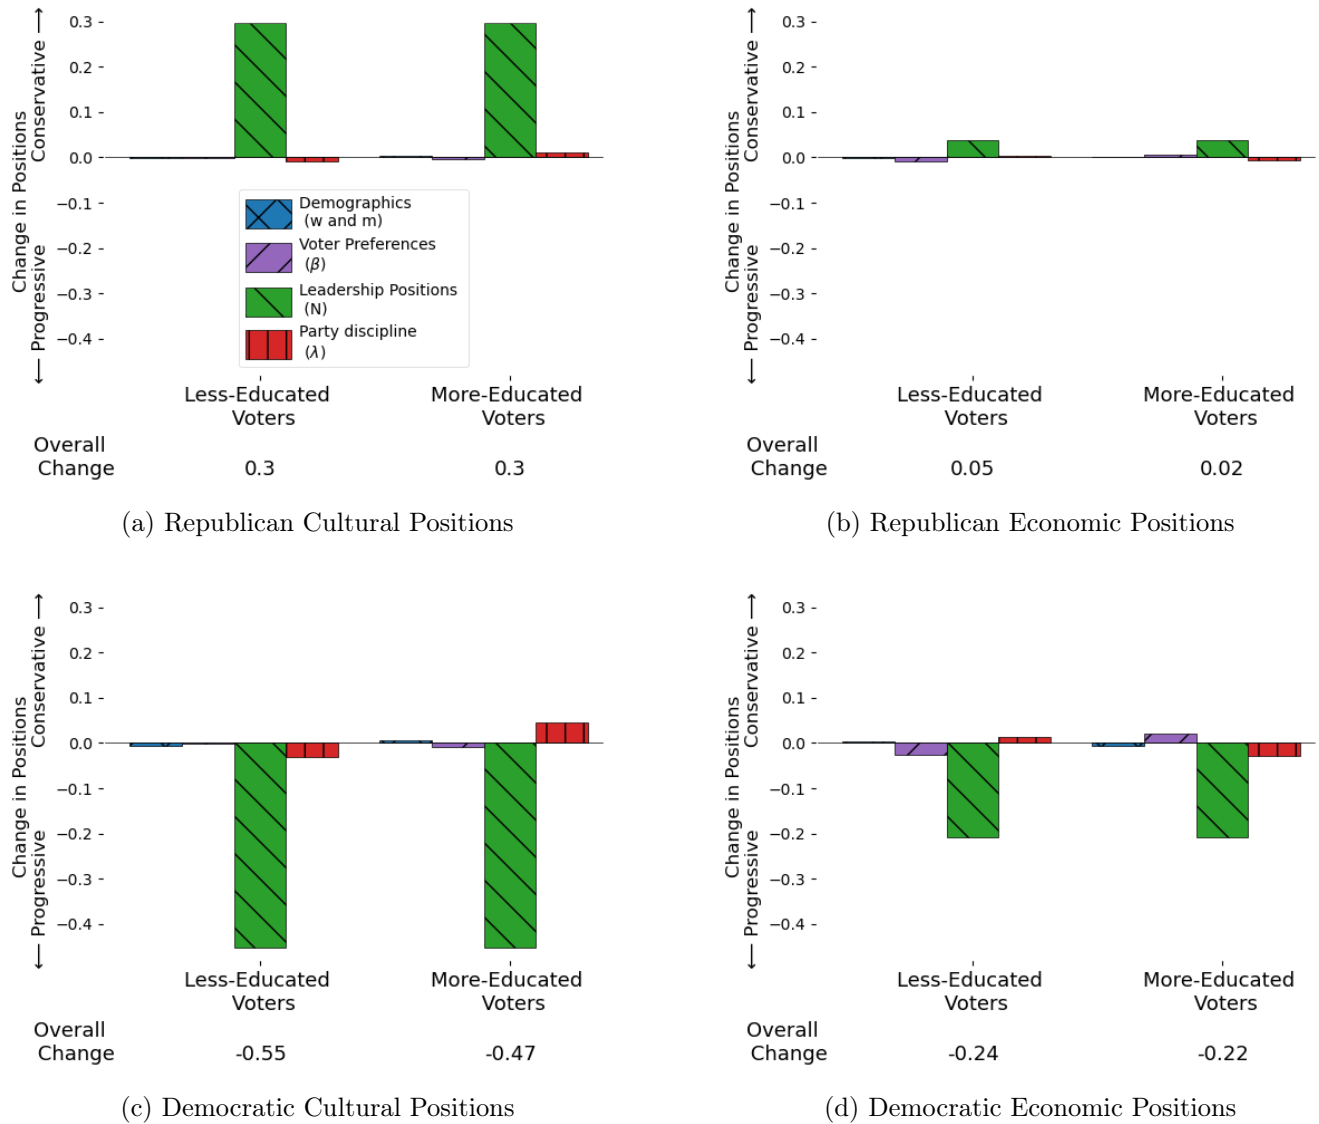 Change in Positions
← Progressive
Conservative →
0.3
0.2
0.1
0.0
−0.1
−0.2
−0.3
−0.4
Demographics
(w and m)
Voter Preferences
(β)
Leadership Positions
(N)
Party discipline
(λ)
Less-Educated
Voters
More-Educated
Voters
Overall
Change
0.3
0.3
(a) Republican Cultural Positions
Change in Positions
← Progressive
Conservative →
0.3
0.2
0.1
0.0
−0.1
−0.2
−0.3
−0.4
Less-Educated
Voters
More-Educated
Voters
Overall
Change
0.05
0.02
(b) Republican Economic Positions
Change in Positions
← Progressive
Conservative →
0.3
0.2
0.1
0.0
−0.1
−0.2
−0.3
−0.4
Less-Educated
Voters
More-Educated
Voters
Overall
Change
-0.55
-0.47
(c) Democratic Cultural Positions
Change in Positions
← Progressive
Conservative →
0.3
0.2
0.1
0.0
−0.1
−0.2
−0.3
−0.4
Less-Educated
Voters
More-Educated
Voters
Overall
Change
-0.24
-0.22
(d) Democratic Economic Positions